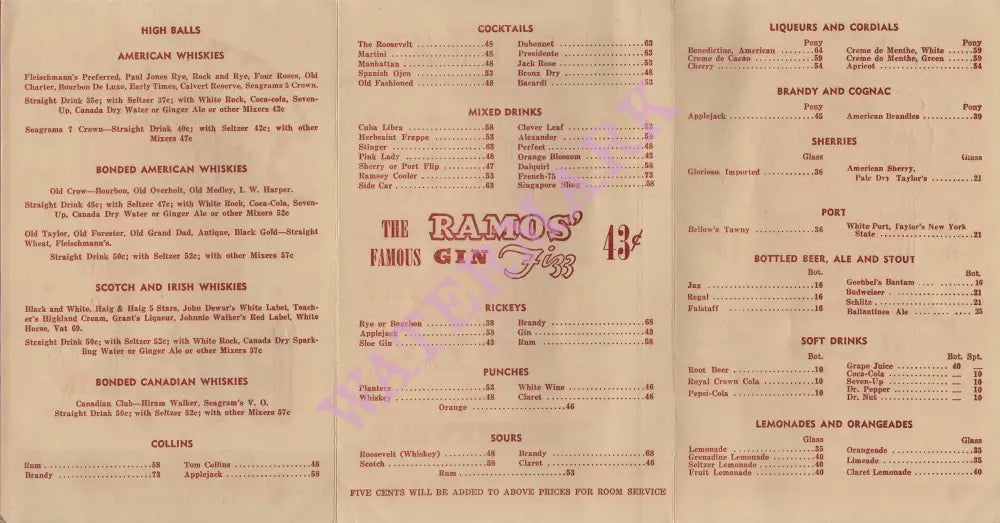 HIGH BALLS
AMERICAN WHISKIES
Fleischmann's Preferred, Paul Jones Rye, Rock and Rye, Four Roses, Old
Charter, Bourbon De Luxe, Early Times, Calvert Reserve, Seagrams 5 Crown.
Straight Drink 35c; with Seltzer 37c; with White Rock, Coca-cola, Seven-
Up, Canada Dry Water or Ginger Ale or other Mixers 42c
Seagrams 7 Crown—Straight Drink 40c; with Seltzer 42c; with other
Mixers 47c
BONDED AMERICAN WHISKIES
Old Crow—Bourbon, Old Overholt, Old Medley, I. W. Harper.
Straight Drink 45c; with Seltzer 47c; with White Rock, Coca-Cola, Seven-
Up, Canada Dry Water or Ginger Ale or other Mixers 52c
Old Taylor, Old Forester, Old Grand Dad, Antique, Black Gold—Straight
Wheat, Fleischmann's.
Straight Drink 50c; with Seltzer 52c; with other Mixers 57c
SCOTCH AND IRISH WHISKIES
Black and White, Haig & Haig 5 Stars, John Dewar's White Label, Teach-
er's Highland Cream, Grant's Liqueur, Johnnie Walker's Red Label, White
Horse, Vat 69.
Straight Drink 50c; with Seltzer 52c; with White Rock, Canada Dry Spark-
ling Water or Ginger Ale or other Mixers 57c
BONDED CANADIAN WHISKIES
Canadian Club—Hiram Walker, Seagram's V. O.
Straight Drink 50c; with Seltzer 52c; with other Mixers 57c
COLLINS
Rum .....58 Tom Collins .....48
Brandy .....73 Applejack .....58
COCKTAILS
The Roosevelt .....48 Dubonnet .....63
Martini .....48 Presidente .....63
Manhattan .....48 Jack Rose .....53
Spanish Ojen .....53 Bronx Dry .....48
Old Fashioned .....48 Bacardi .....53
MIXED DRINKS
Cuba Libra .....58 Clover Leaf .....53
Herbsaint Frappe .....53 Alexander .....58
Stinger .....63 Perfect .....48
Pink Lady .....48 Orange Blossom .....43
Sherry or Port Flip .....47 Daiquiri .....58
Ramsey Cooler .....53 French-75 .....73
Side Car .....63 Singapore Sling .....58
THE FAMOUS RAMOS' GIN Fizz 43¢
RICKEYS
Rye or Bourbon .....38 Brandy .....68
Applejack .....58 Gin .....43
Sloe Gin .....43 Rum .....58
PUNCHES
Planters .....53 White Wine .....46
Whiskey .....48 Claret .....46
Orange .....46
SOURS
Roosevelt (Whiskey) .....48 Brandy .....68
Scotch .....58 Claret .....46
Rum .....53
FIVE CENTS WILL BE ADDED TO ABOVE PRICES FOR ROOM SERVICE
LIQUEURS AND CORDIALS
Pony Pony
Benedictine, American .....64 Creme de Menthe, White .....59
Creme de Cacao .....59 Creme de Menthe, Green .....59
Cherry .....54 Apricot .....54
BRANDY AND COGNAC
Pony Pony
Applejack .....45 American Brandies .....39
SHERRIES
Glass Glass
Glorioso Imported .....36 American Sherry,
Pale Dry Taylor's .....21
PORT
Bellow's Tawny .....36 White Port, Taylor's New York
State .....21
BOTTLED BEER, ALE AND STOUT
Bot. Bot.
Jax .....16 Goebbel's Bantam .....16
Regal .....16 Budweiser .....21
Falstaff .....16 Schlitz .....21
Ballantines Ale .....25
SOFT DRINKS
Bot. Bot. Spt.
Root Beer .....10 Grape Juice ..... 40 —
Royal Crown Cola .....10 Coca-Cola ..... — 10
Pepsi-Cola .....10 Seven-Up ..... — 10
Dr. Pepper ..... — 10
Dr. Nut ..... — 10
LEMONADES AND ORANGEADES
Glass Glass
Lemonade .....35 Orangeade .....35
Grenadine Lemonade .....40 Limeade .....35
Seltzer Lemonade .....40 Claret Lemonade .....40
Fruit Lemonade .....40
WATERMARK